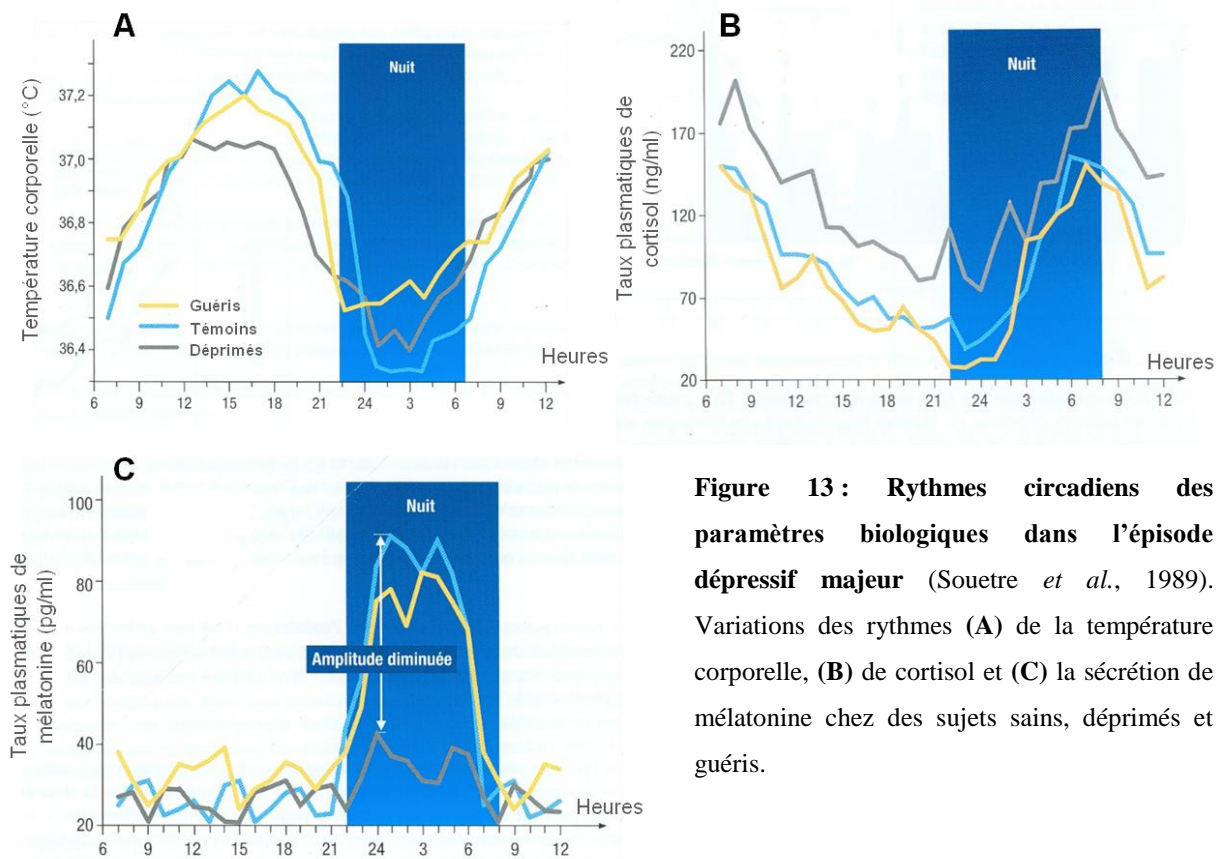 A
Température corporelle (°C)
37,2
37,0
36,8
36,6
36,4
Nuit
Guéris
Témoins
Déprimés
Heures
6 9 12 15 18 21 24 3 6 9 12
B
Taux plasmatiques de
cortisol (ng/ml)
220
170
120
70
20
Nuit
Heures
6 9 12 15 18 21 24 3 6 9 12
C
Taux plasmatiques de
mélatonine (pg/ml)
100
80
60
40
20
Nuit
Amplitude diminuée
Heures
6 9 12 15 18 21 24 3 6 9 12
Figure 13 : Rythmes circadiens des
paramètres biologiques dans l’épisode
dépressif majeur (Souetre et al., 1989).
Variations des rythmes (A) de la température
corporelle, (B) de cortisol et (C) la sécrétion de
mélatonine chez des sujets sains, déprimés et
guéris.